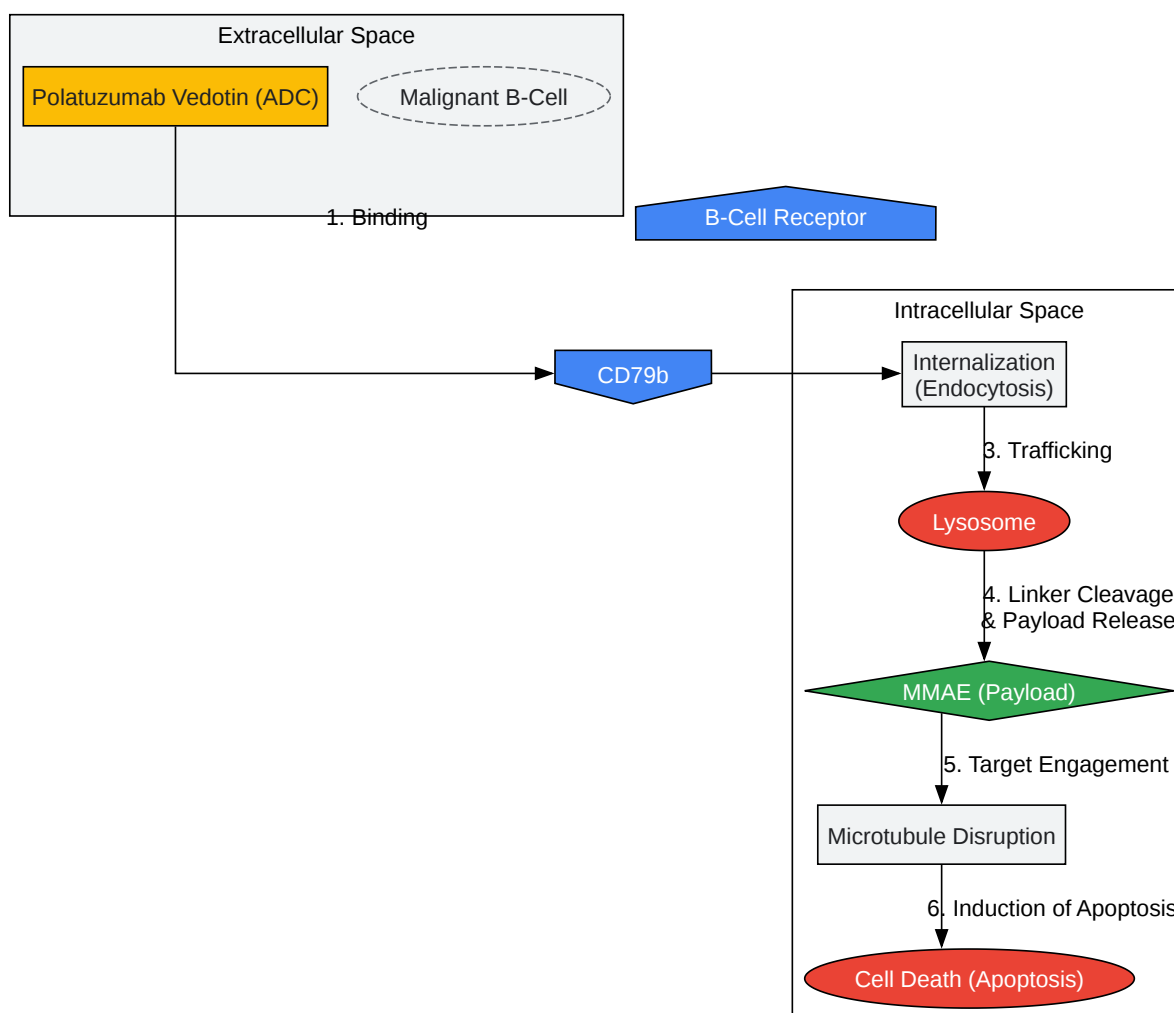 Extracellular Space
Polatuzumab Vedotin (ADC)
Malignant B-Cell
1. Binding
B-Cell Receptor
Intracellular Space
CD79b
Internalization
(Endocytosis)
3. Trafficking
Lysosome
4. Linker Cleavage
& Payload Release
MMAE (Payload)
5. Target Engagement
Microtubule Disruption
6. Induction of Apoptosis
Cell Death (Apoptosis)